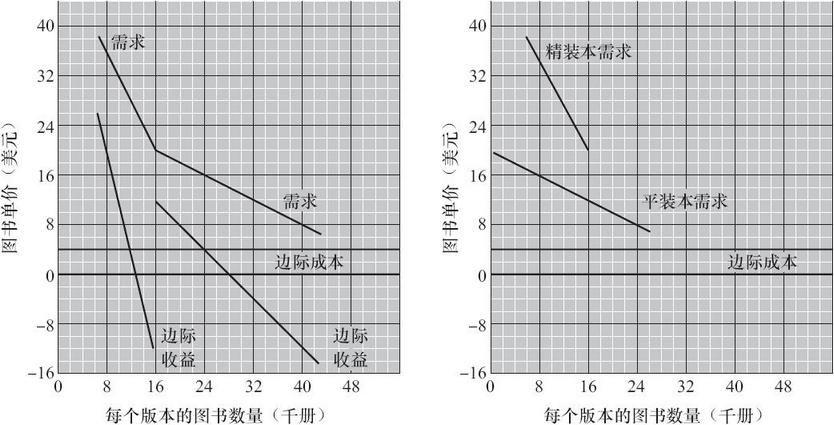 40
32
24
16
8
0
-8
-16
图书单价（美元）
需求
需求
边际成本
边际
收益
边际
收益
0 8 16 24 32 40 48
每个版本的图书数量（千册）
40
32
24
16
8
0
-8
-16
图书单价（美元）
精装本需求
平装本需求
边际成本
0 8 16 24 32 40 48
每个版本的图书数量（千册）